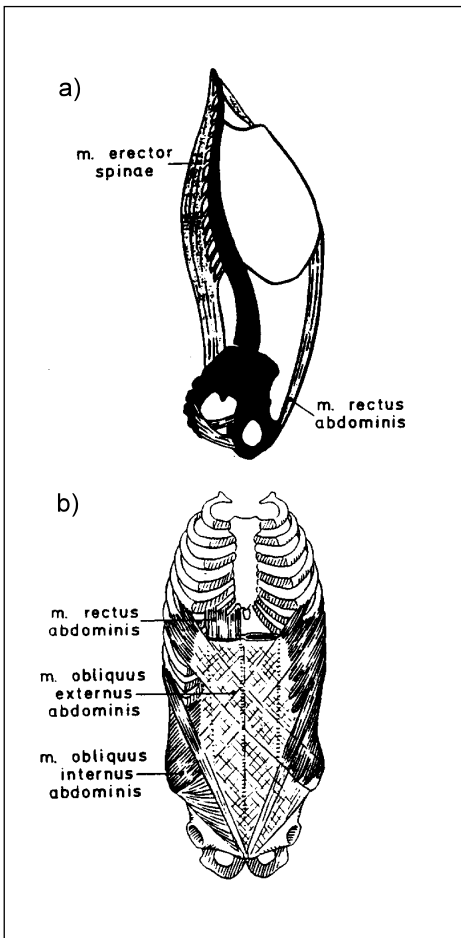 a)
m. erector
spinae
m. rectus
abdominis
b)
m. rectus
abdominis
m. obliquus
externus
abdominis
m. obliquus
internus
abdominis